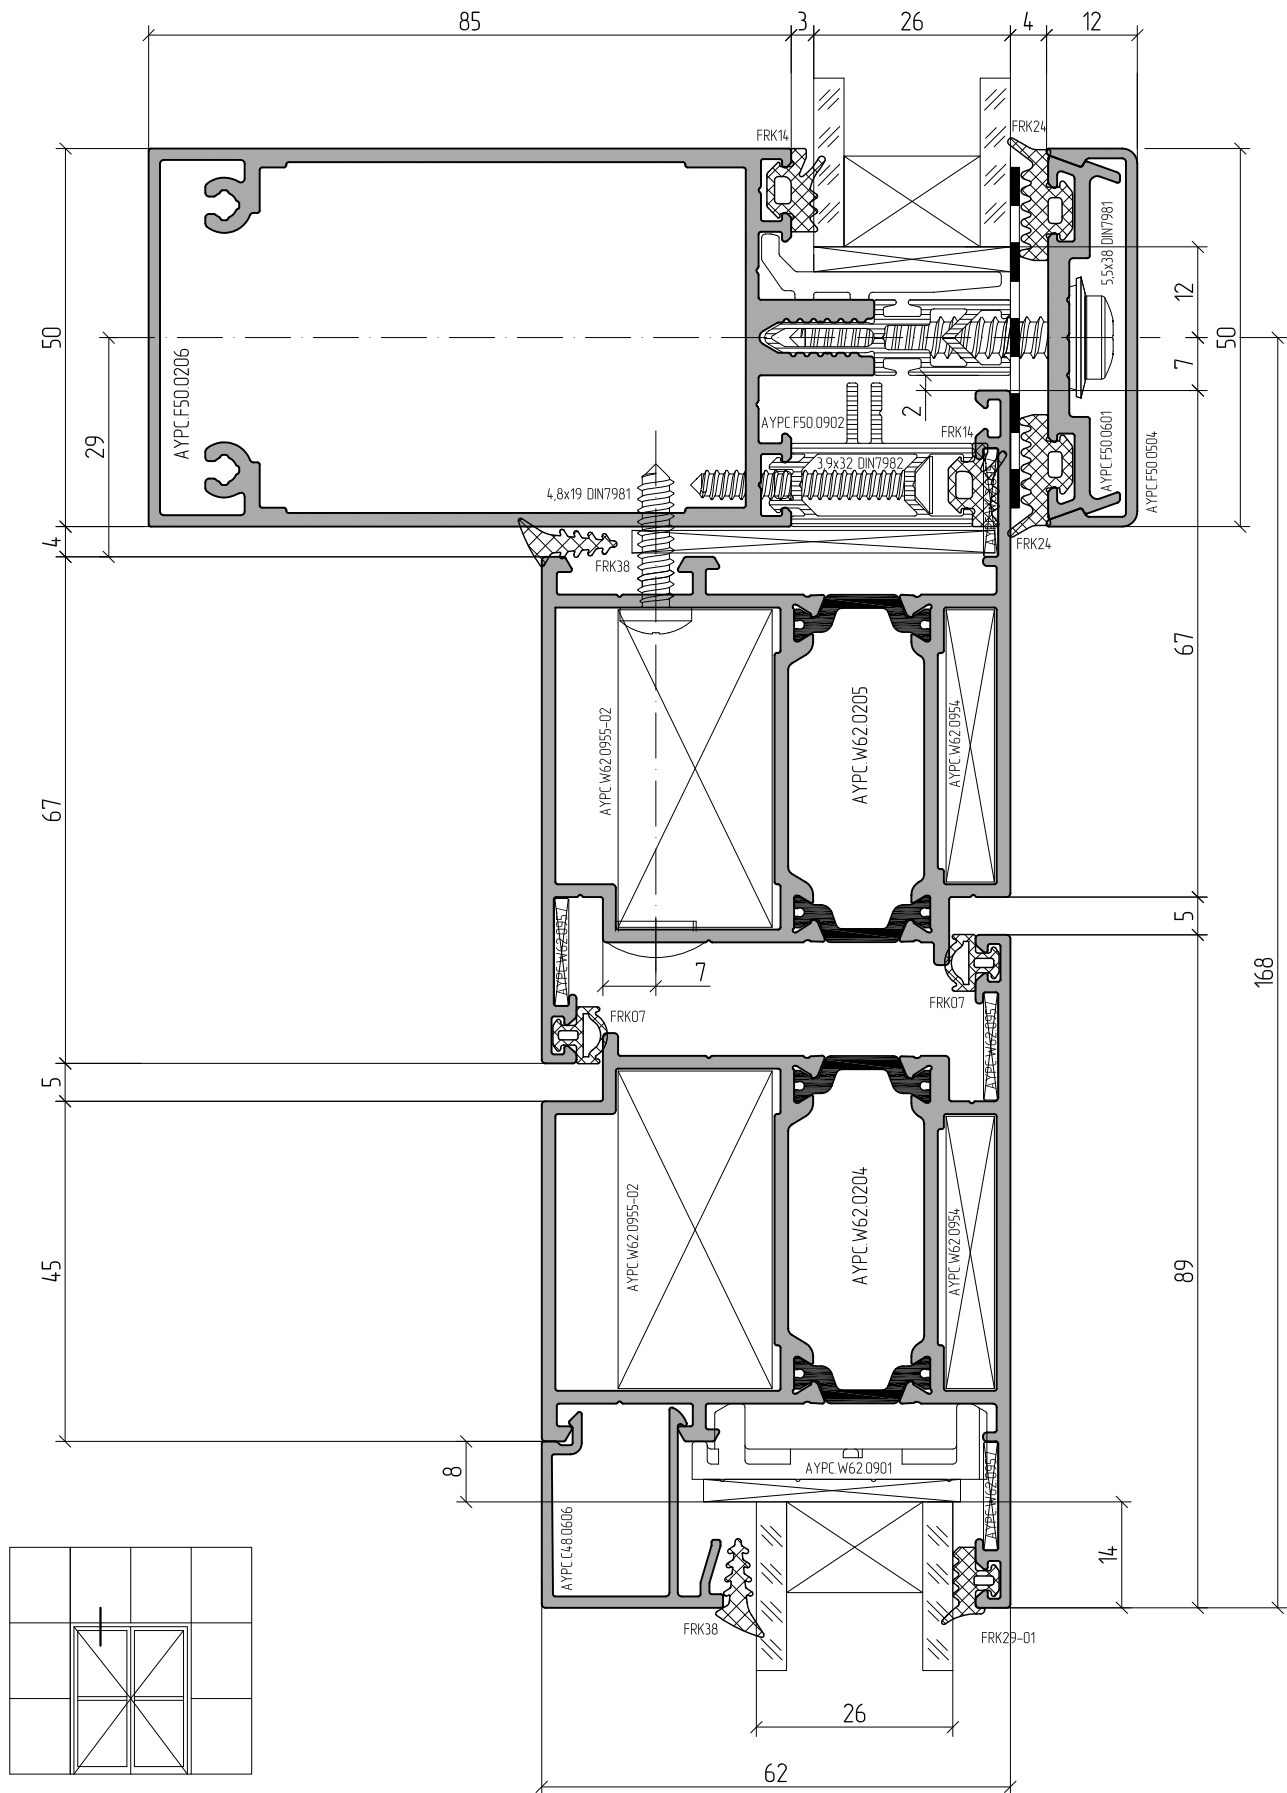 85
3
26
4
12
FRK14
FRK24
50
29
4
67
5
45
AYPC.F50.0206
5,5x38 DIN7981
12
7
50
2
AYPC.F50.0902
FRK14
3,9x32 DIN7982
4,8x19 DIN7981
AYPC.F50.0601
AYPC.F50.0504
FRK38
FRK24
AYPC.W62.0955-02
AYPC.W62.0205
AYPC.W62.0954
67
5
168
AYPC.W62.0957
7
FRK07
FRK07
AYPC.W62.0957
AYPC.W62.0955-02
AYPC.W62.0204
AYPC.W62.0954
89
8
AYPC.W62.0901
AYPC.W62.0957
AYPC.C48.0606
14
FRK38
FRK29-01
26
62